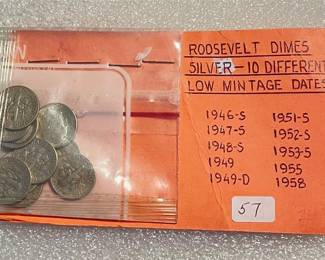 ROOSEVELT DIMES
SILVER-10 DIFFERENT
LOW MINTAGE DATES
1946-S 1951-S
1947-S 1952-S
1948-S 1953-S
1949 1955
1949-D 1958
57